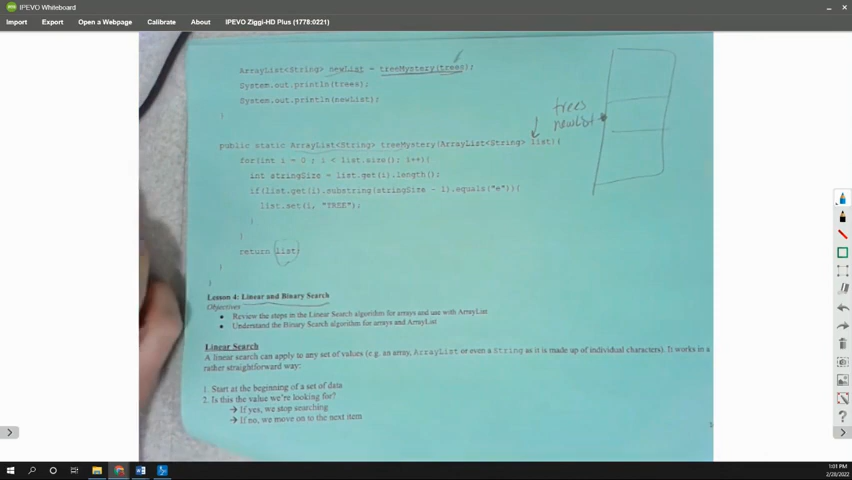 IPEVO Whiteboard
Import Export Open a Webpage Calibrate About IPEVO Ziggi-HD Plus (1778:0221)
ArrayList<String> newList = treeMystery(trees);
System.out.println(trees);
System.out.println(newList);
}
trees
newList
public static ArrayList<String> treeMystery(ArrayList<String> list){
for(int i = 0 ; i < list.size(); i++){
int stringSize = list.get(i).length();
if(list.get(i).substring(stringSize - 1).equals("e")){
list.set(i, "TREE");
}
}
return list;
}
}
Lesson 4: Linear and Binary Search
Objectives
• Review the steps in the Linear Search algorithm for arrays and use with ArrayList
• Understand the Binary Search algorithm for arrays and ArrayList
Linear Search
A linear search can apply to any set of values (e.g. an array, ArrayList or even a String as it is made up of individual characters). It works in a
rather straightforward way:
1. Start at the beginning of a set of data
2. Is this the value we're looking for?
→ If yes, we stop searching
→ If no, we move on to the next item
1:01 PM
2/28/2022